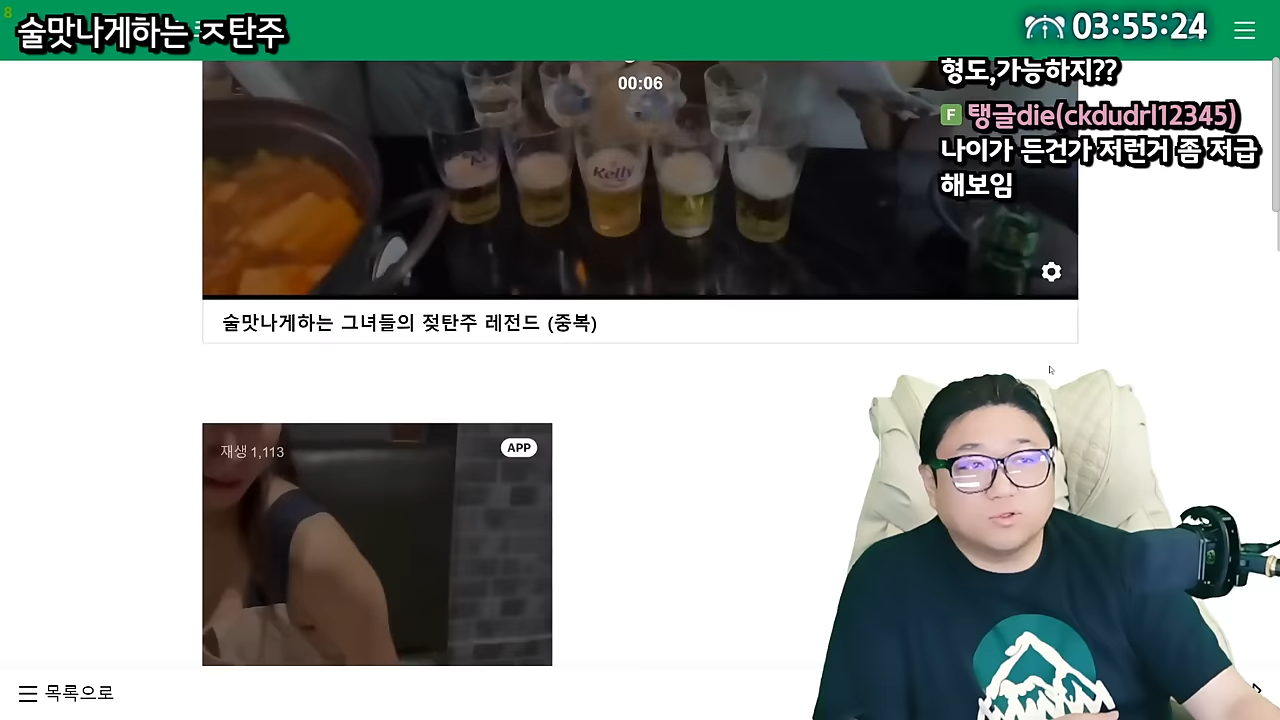 8
술맛나게하는 ㅈ탄주
03:55:24
형도,가능하지??
F 탱글die(ckdudrl12345)
나이가 든건가 저런거 좀 저급
해보임
00:06
Kelly
술맛나게하는 그녀들의 젖탄주 레전드 (중복)
재생 1,113
APP
목록으로